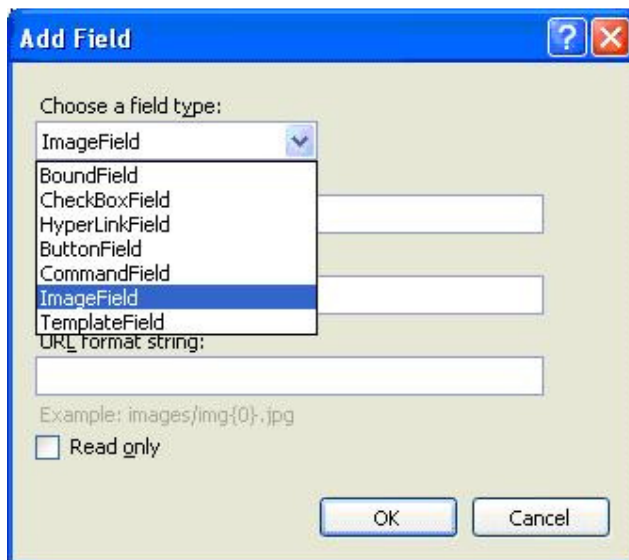 Add Field
Choose a field type:
ImageField
BoundField
CheckBoxField
HyperLinkField
ButtonField
CommandField
ImageField
TemplateField
URL format string:
Example: images/img{0}.jpg
Read only
OK
Cancel